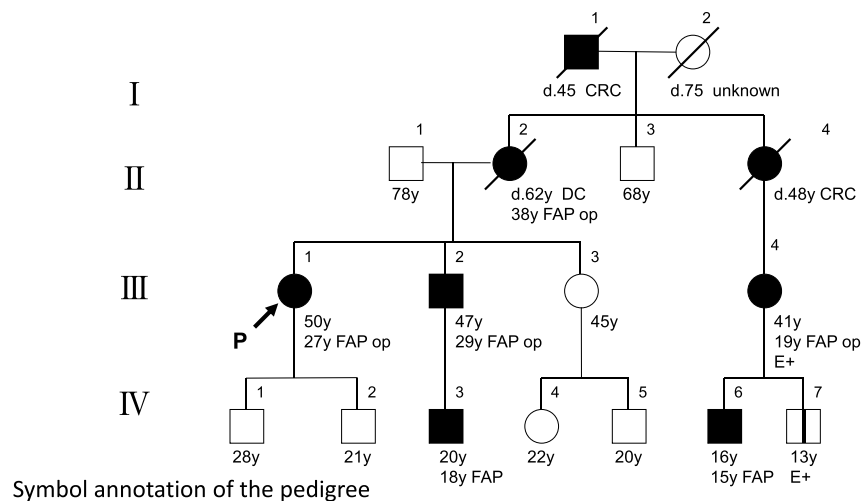 1 2
d.45 CRC d.75 unknown
I
1 2 3 4
II
78y d.62y DC 68y d.48y CRC
38y FAP op
1 2 3 4
III
P 50y 47y 45y 41y
27y FAP op 29y FAP op 19y FAP op
E+
1 2 3 4 5 6 7
IV
28y 21y 20y 22y 20y 16y 13y
18y FAP 15y FAP E+
Symbol annotation of the pedigree